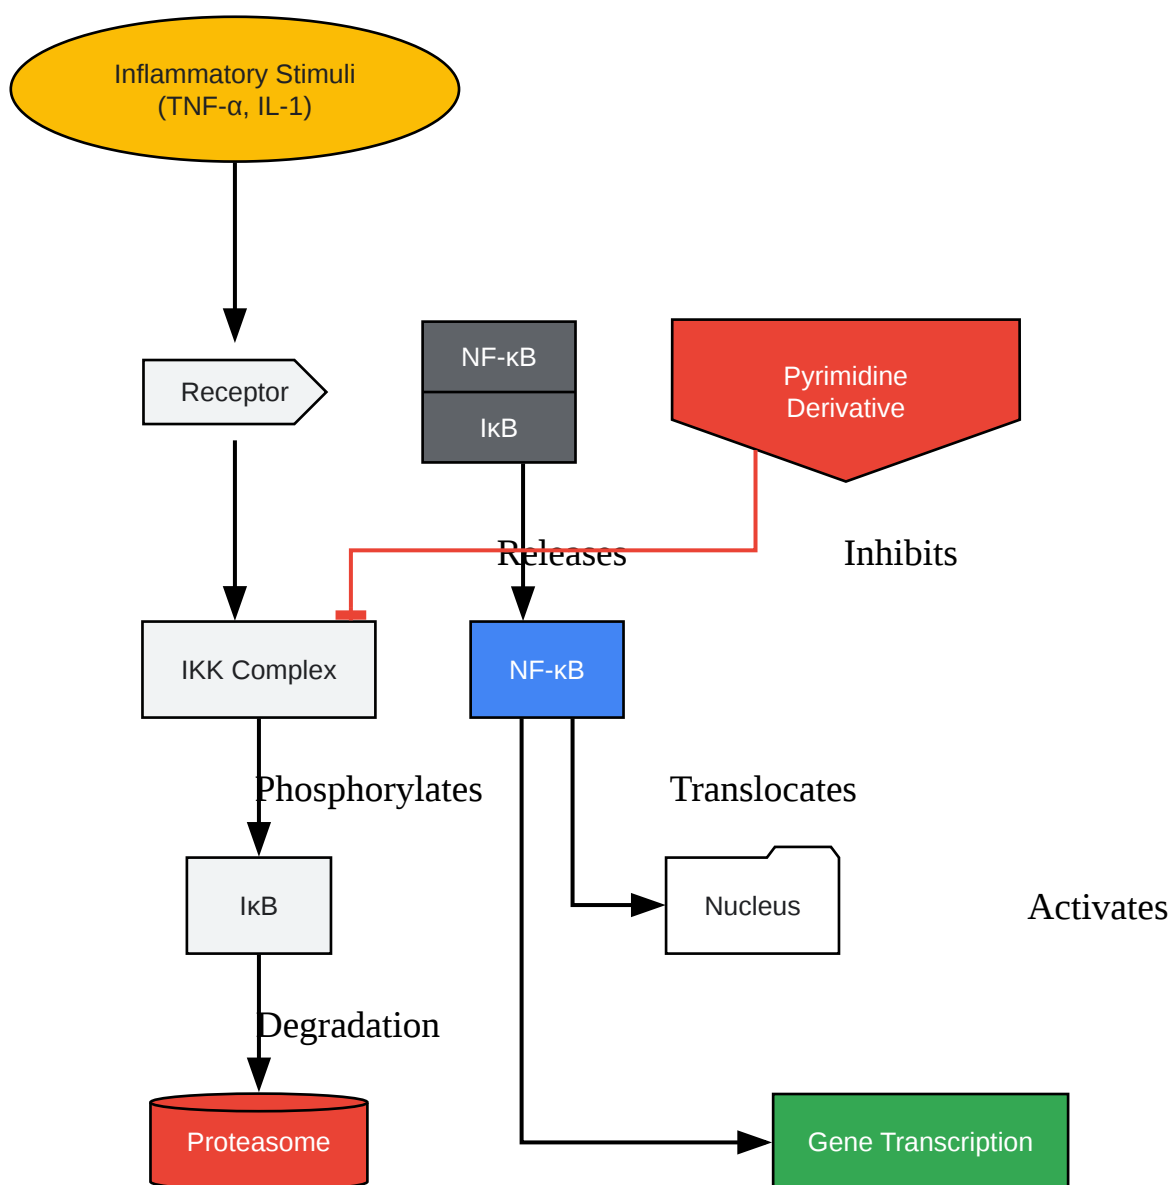 Inflammatory Stimuli
(TNF-α, IL-1)
Receptor
NF-κB
IκB
Pyrimidine
Derivative
Releases
Inhibits
IKK Complex
NF-κB
Phosphorylates
Translocates
IκB
Nucleus
Activates
Degradation
Proteasome
Gene Transcription